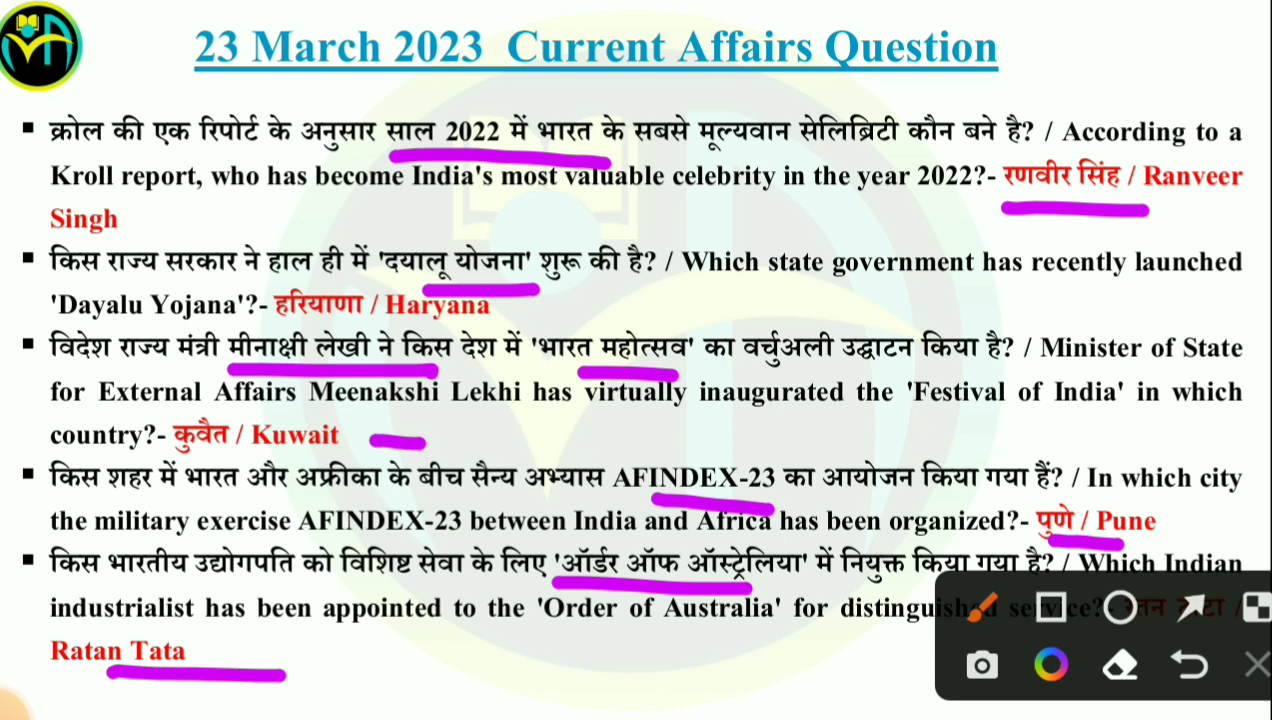 23 March 2023 Current Affairs Question
▪ क्रोल की एक रिपोर्ट के अनुसार साल 2022 में भारत के सबसे मूल्यवान सेलिब्रिटी कौन बने है? / According to a
Kroll report, who has become India's most valuable celebrity in the year 2022?- रणवीर सिंह / Ranveer
Singh
▪ किस राज्य सरकार ने हाल ही में 'दयालू योजना' शुरू की है? / Which state government has recently launched
'Dayalu Yojana'?- हरियाणा / Haryana
▪ विदेश राज्य मंत्री मीनाक्षी लेखी ने किस देश में 'भारत महोत्सव' का वर्चुअली उद्घाटन किया है? / Minister of State
for External Affairs Meenakshi Lekhi has virtually inaugurated the 'Festival of India' in which
country?- कुवैत / Kuwait
▪ किस शहर में भारत और अफ्रीका के बीच सैन्य अभ्यास AFINDEX-23 का आयोजन किया गया हैं? / In which city
the military exercise AFINDEX-23 between India and Africa has been organized?- पुणे / Pune
▪ किस भारतीय उद्योगपति को विशिष्ट सेवा के लिए 'ऑर्डर ऑफ ऑस्ट्रेलिया' में नियुक्त किया गया है? / Which Indian
industrialist has been appointed to the 'Order of Australia' for distinguished service?- रतन टाटा /
Ratan Tata